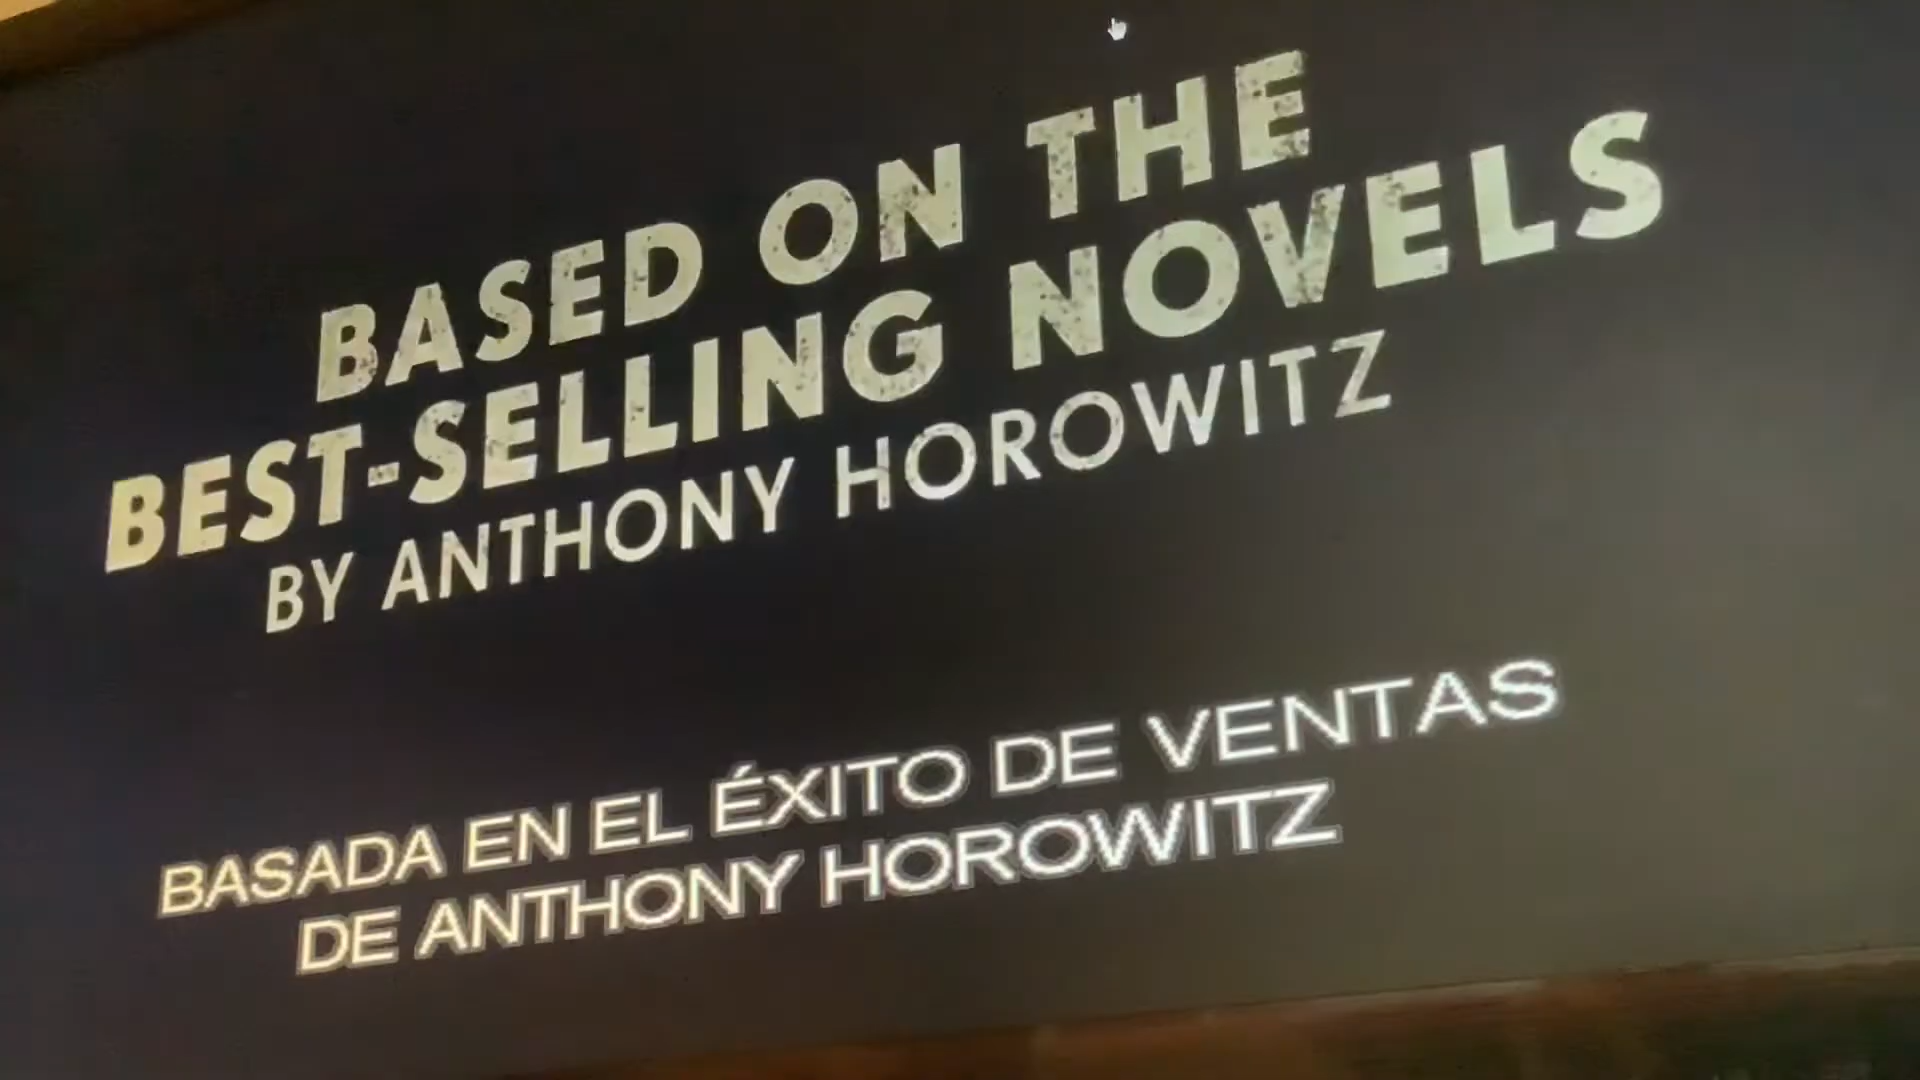 BASED ON THE
BEST-SELLING NOVELS
BY ANTHONY HOROWITZ
BASADA EN EL ÉXITO DE VENTAS
DE ANTHONY HOROWITZ